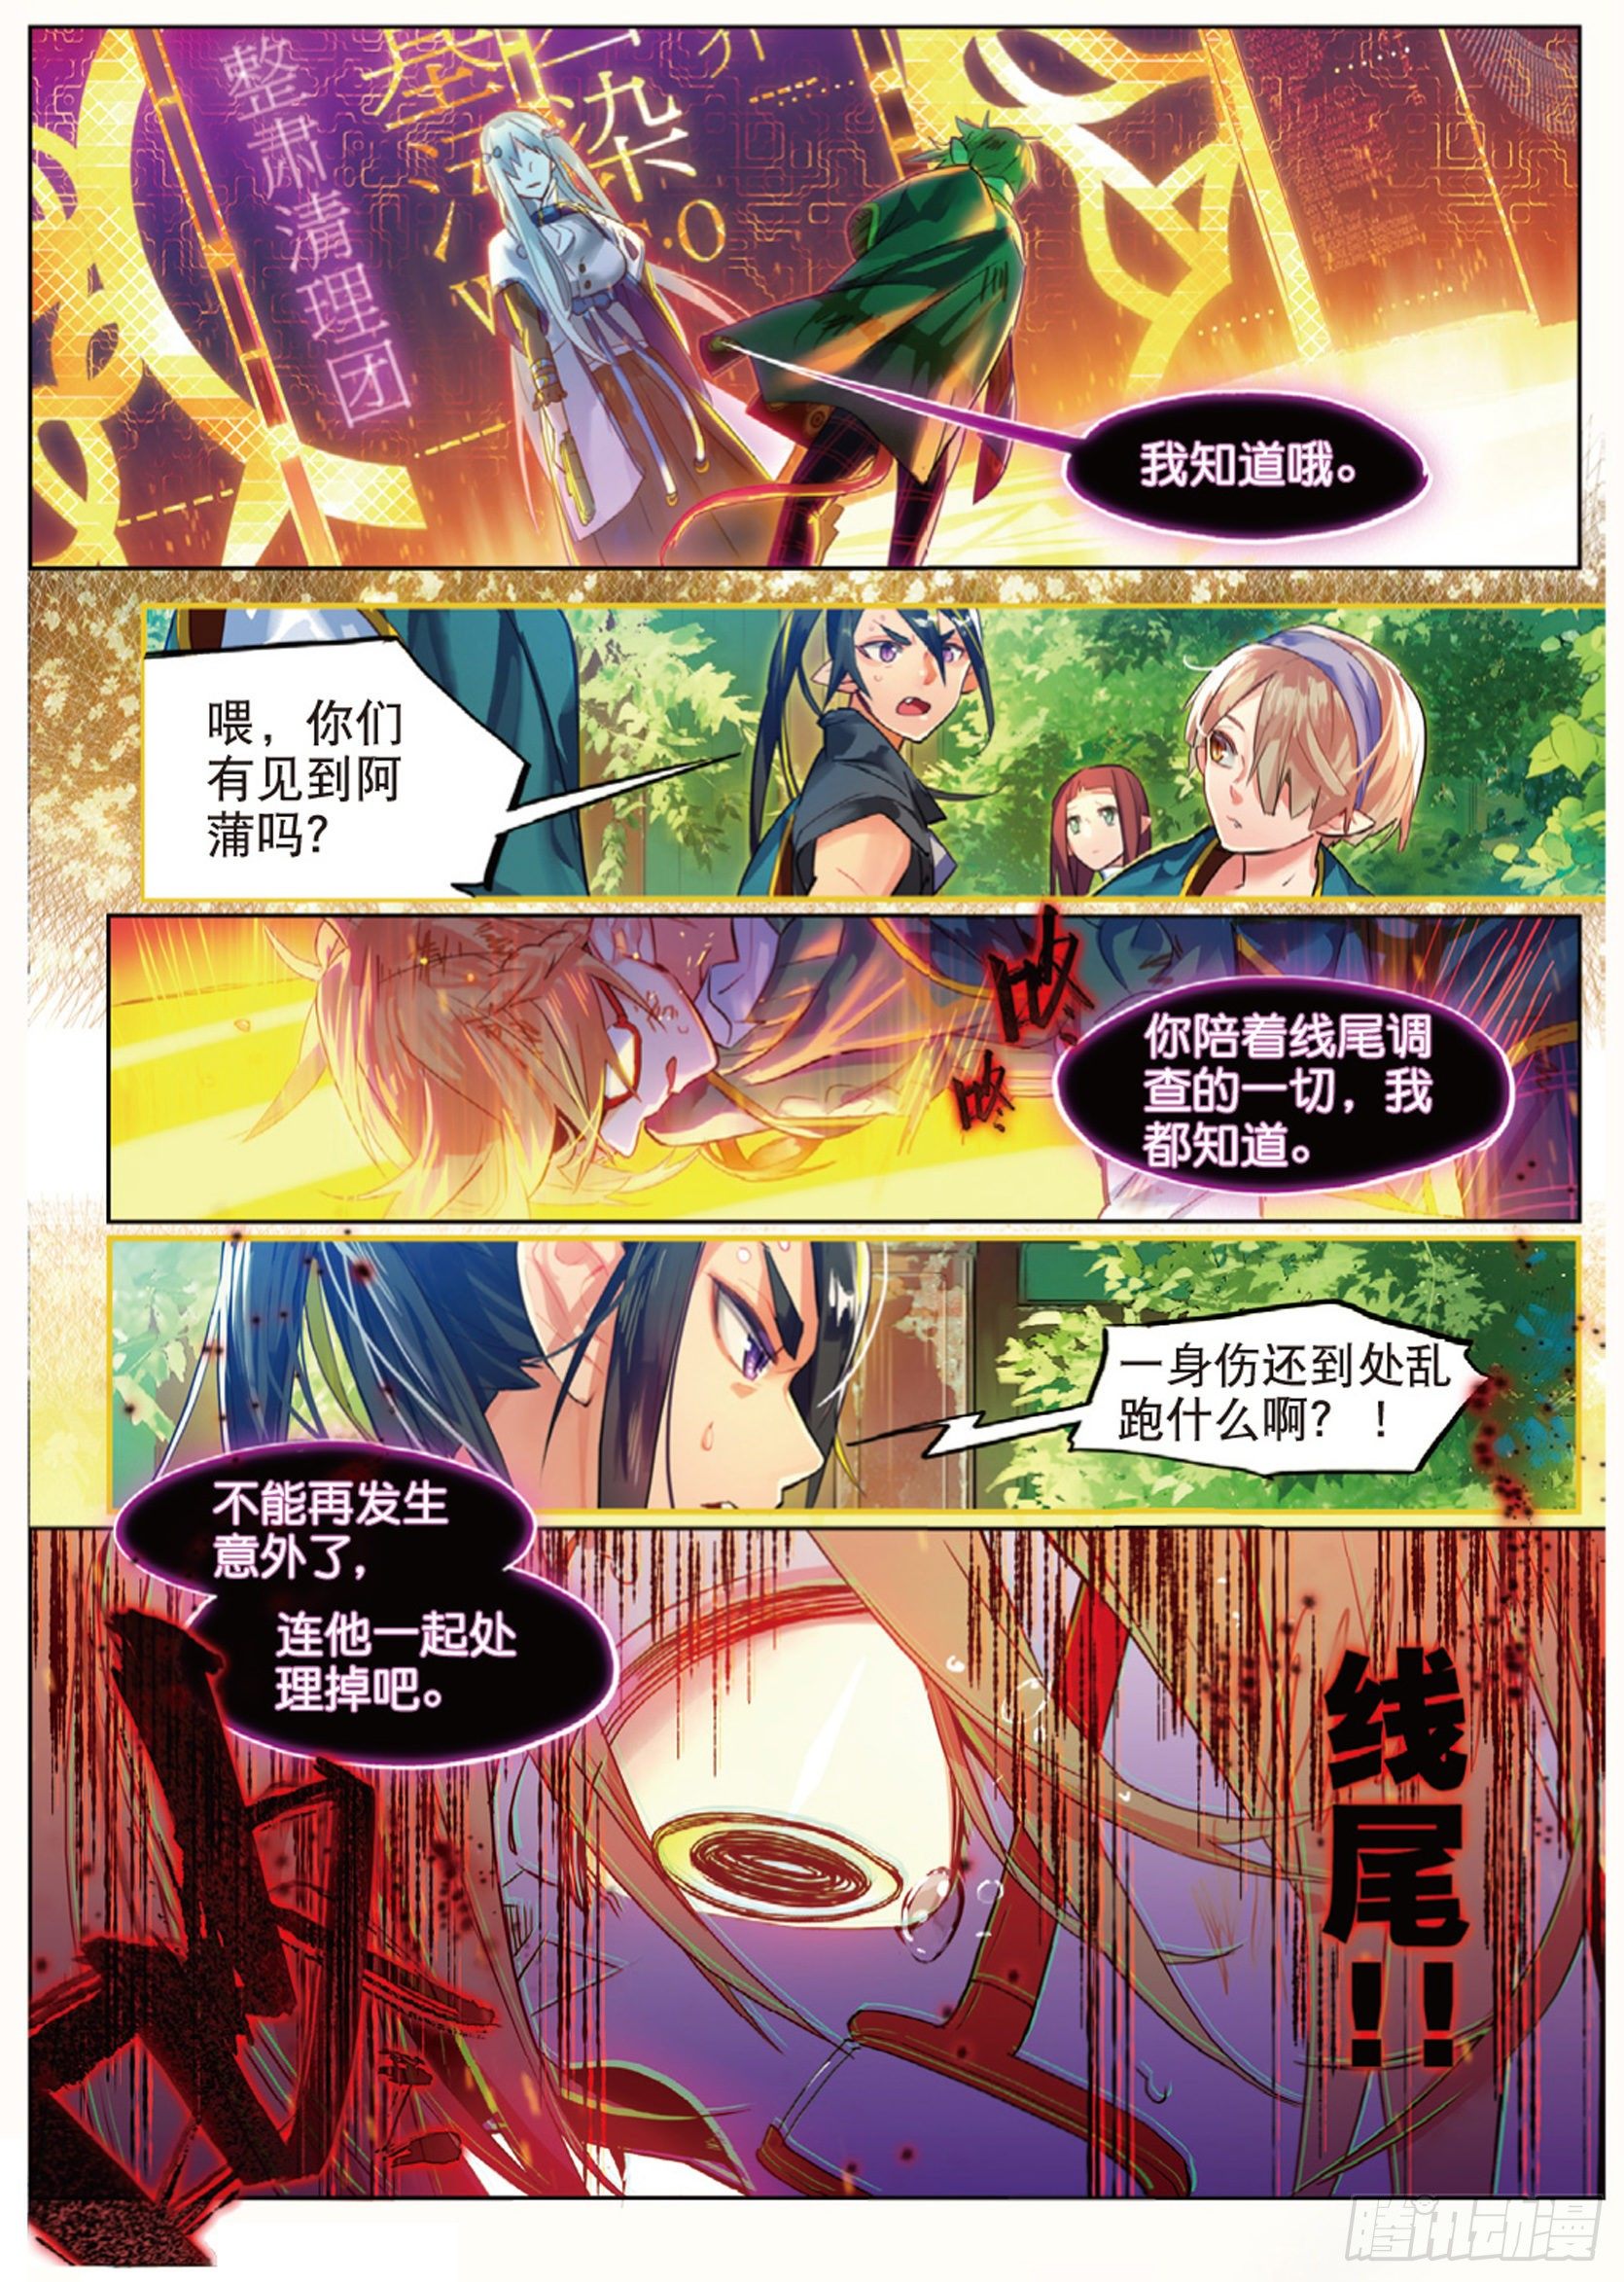 整肃清理团
染
.0
我知道哦。
喂，你们
有见到阿
蒲吗？
咚
咚
你陪着线尾调
查的一切，我
都知道。
一身伤还到处乱
跑什么啊？！
不能再发生
意外了，
连他一起处
理掉吧。
线尾！！
腾讯动漫